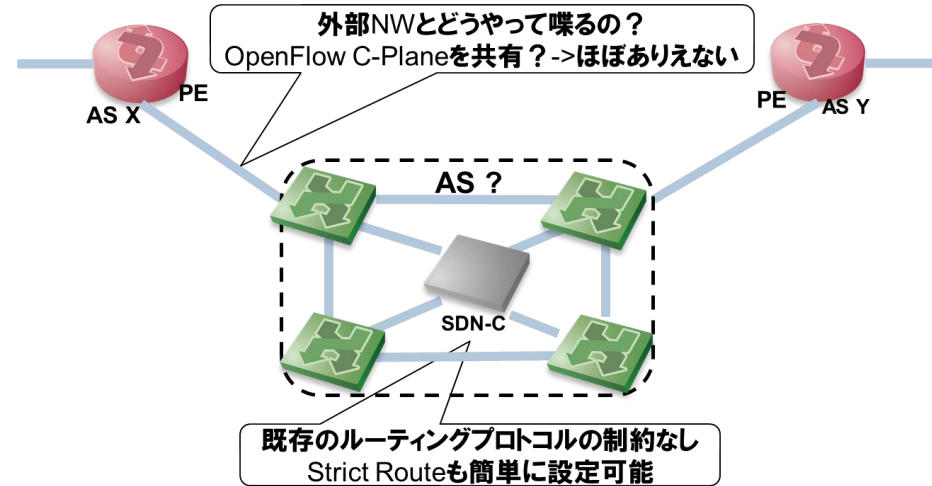 外部NWとどうやって喋るの？
OpenFlow C-Planeを共有？->ほぼありえない
PE
AS X
PE
AS Y
AS ?
SDN-C
既存のルーティングプロトコルの制約なし
Strict Routeも簡単に設定可能